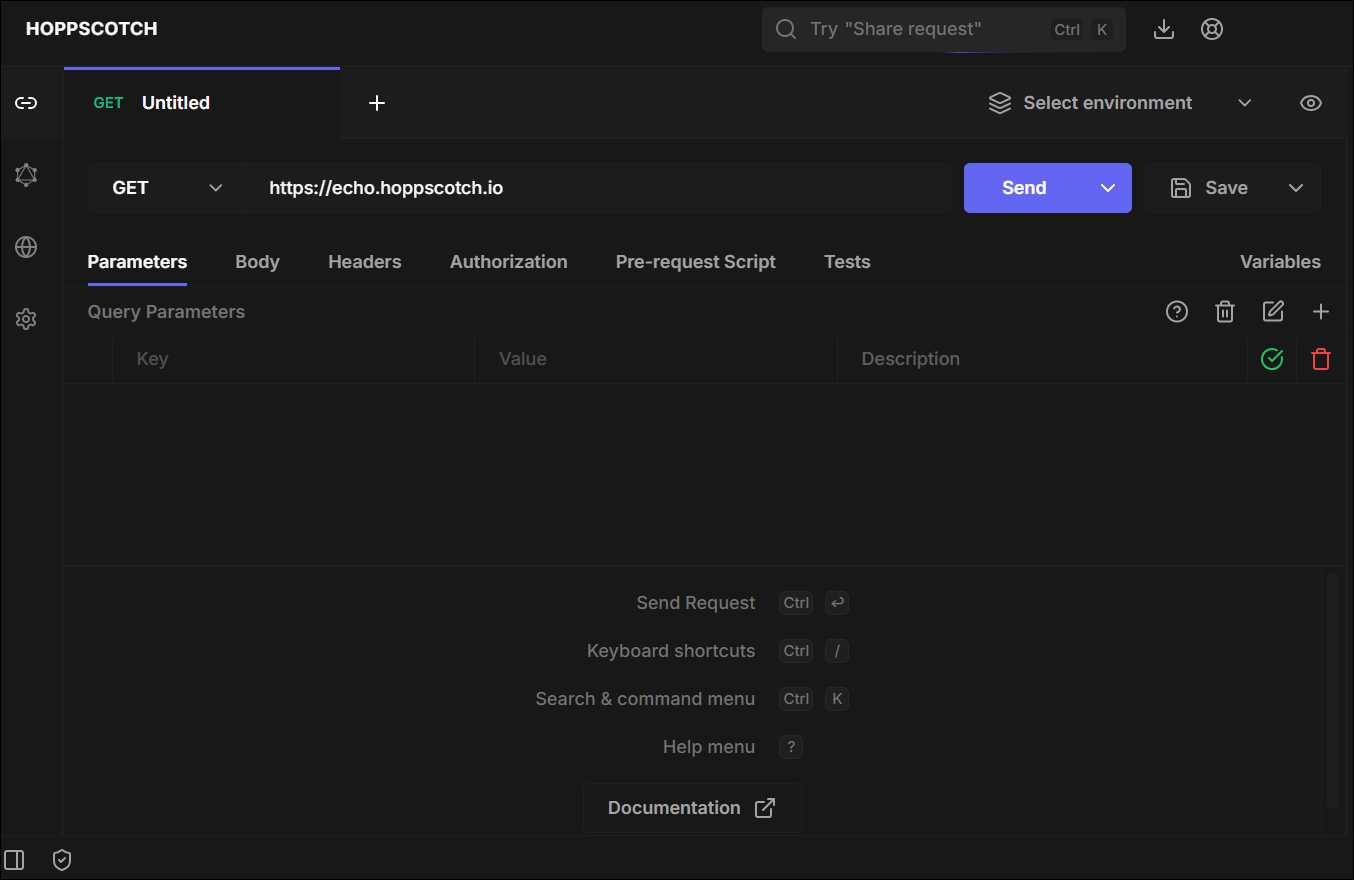 HOPPSCOTCH
Try "Share request" Ctrl K
GET Untitled
Select environment
GET https://echo.hoppscotch.io Send Save
Parameters Body Headers Authorization Pre-request Script Tests Variables
Query Parameters
Key Value Description
Send Request Ctrl ↵
Keyboard shortcuts Ctrl /
Search & command menu Ctrl K
Help menu ?
Documentation